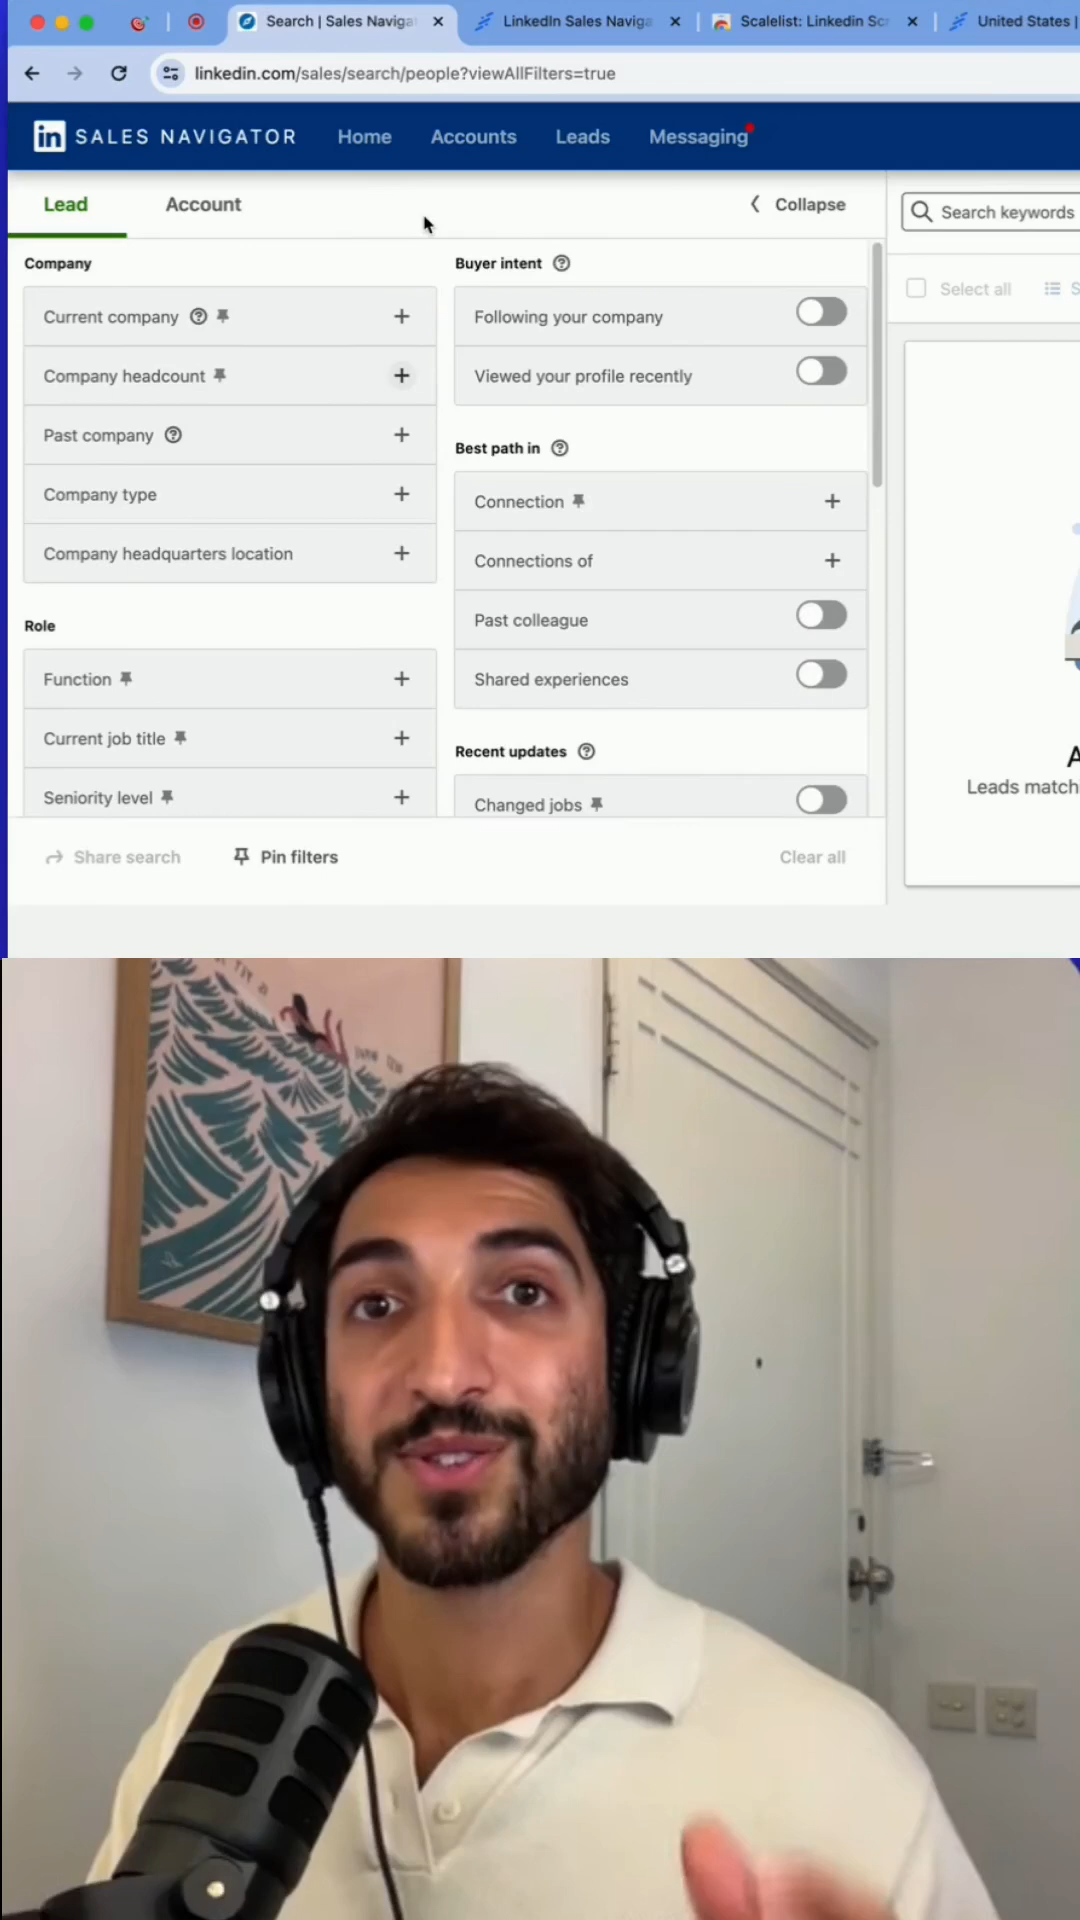 Search | Sales Naviga
LinkedIn Sales Naviga
Scalelist: Linkedin Scr
United States |
linkedin.com/sales/search/people?viewAllFilters=true
in SALES NAVIGATOR
Home
Accounts
Leads
Messaging
Lead
Account
Collapse
Search keywords
Select all
S
Company
Current company
Company headcount
Past company
Company type
Company headquarters location
Role
Function
Current job title
Seniority level
Buyer intent
Following your company
Viewed your profile recently
Best path in
Connection
Connections of
Past colleague
Shared experiences
Recent updates
Changed jobs
A
Leads matchi
Share search
Pin filters
Clear all